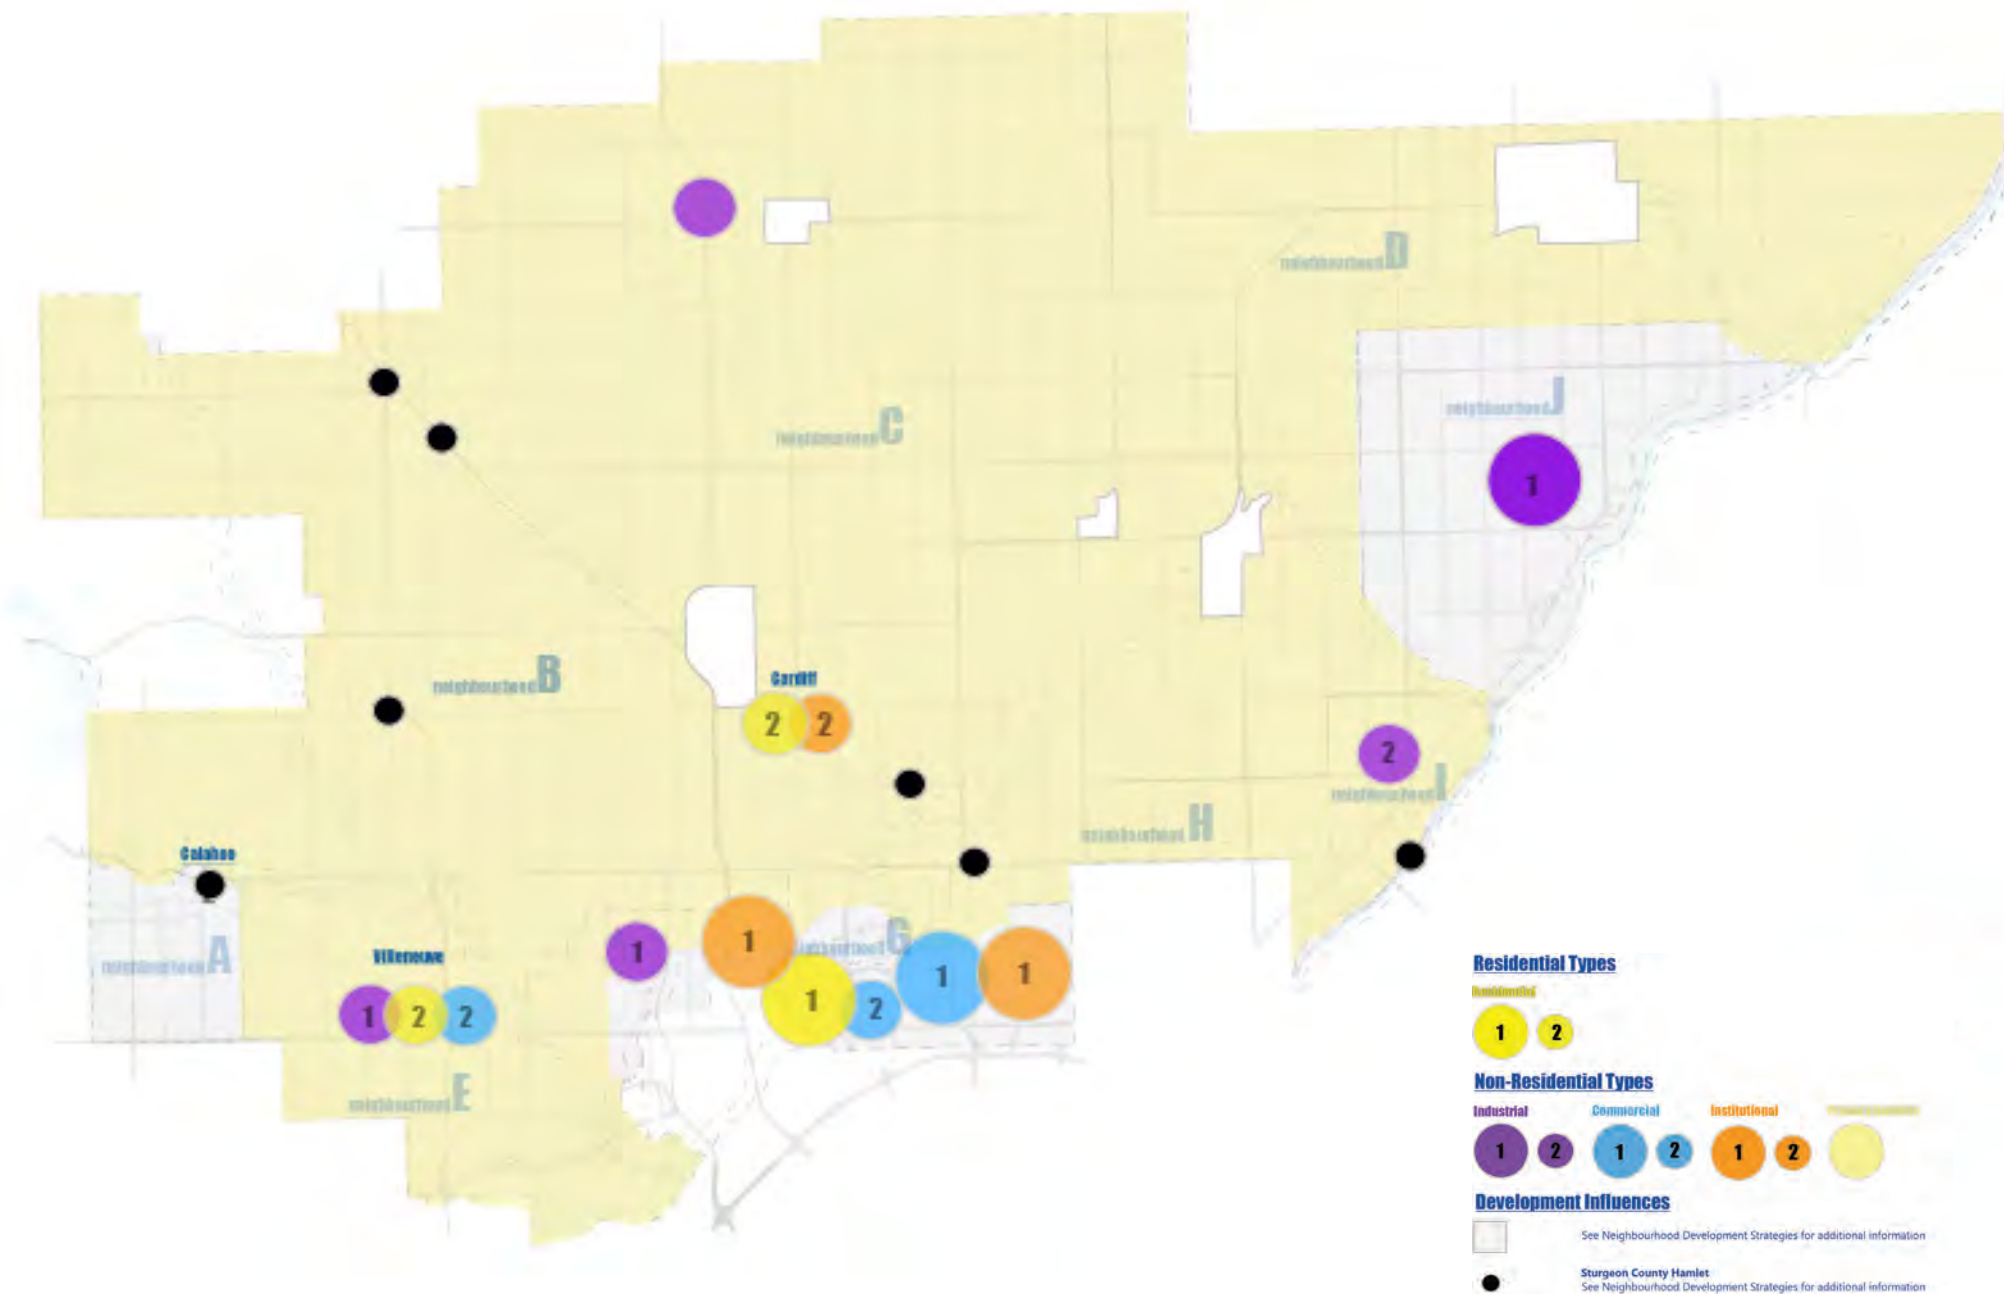 neighbourhood D
neighbourhood J
neighbourhood C
1
neighbourhood B
Cardiff
2 2
2
neighbourhood I
neighbourhood H
Calahoo
neighbourhood A
Villeneuve
1 2 2
1
1
neighbourhood G
1
2
1
1
neighbourhood E
Residential Types
Residential
1 2
Non-Residential Types
Industrial Commercial Institutional
1 2 1 2 1 2
Development Influences
See Neighbourhood Development Strategies for additional information
Sturgeon County Hamlet
See Neighbourhood Development Strategies for additional information